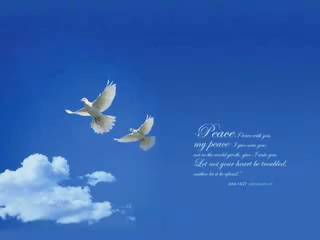 "Peace I leave with you
my peace I give unto you:
not as the world giveth, give I unto you.
Let not your heart be troubled,
neither let it be afraid."
John 14:27